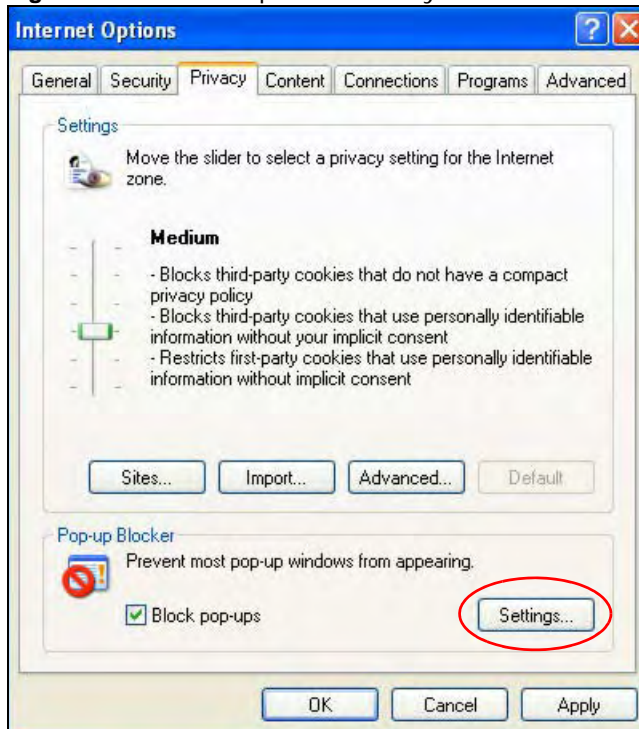 Internet Options
General Security Privacy Content Connections Programs Advanced
Settings
Move the slider to select a privacy setting for the Internet
zone.
Medium
- Blocks third-party cookies that do not have a compact
privacy policy
- Blocks third-party cookies that use personally identifiable
information without your implicit consent
- Restricts first-party cookies that use personally identifiable
information without implicit consent
Sites... Import... Advanced... Default
Pop-up Blocker
Prevent most pop-up windows from appearing.
Block pop-ups Settings...
OK Cancel Apply